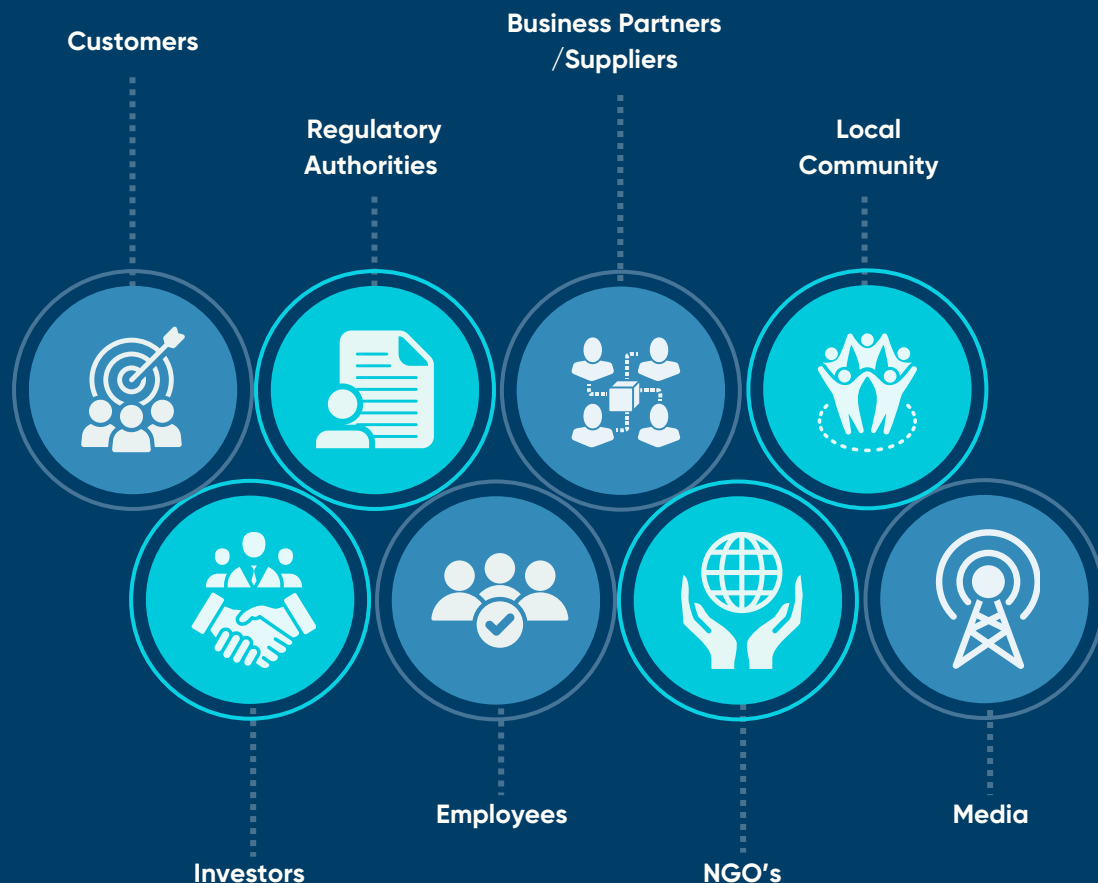 Customers
Business Partners
/Suppliers
Regulatory
Authorities
Local
Community
Employees
Media
Investors
NGO's